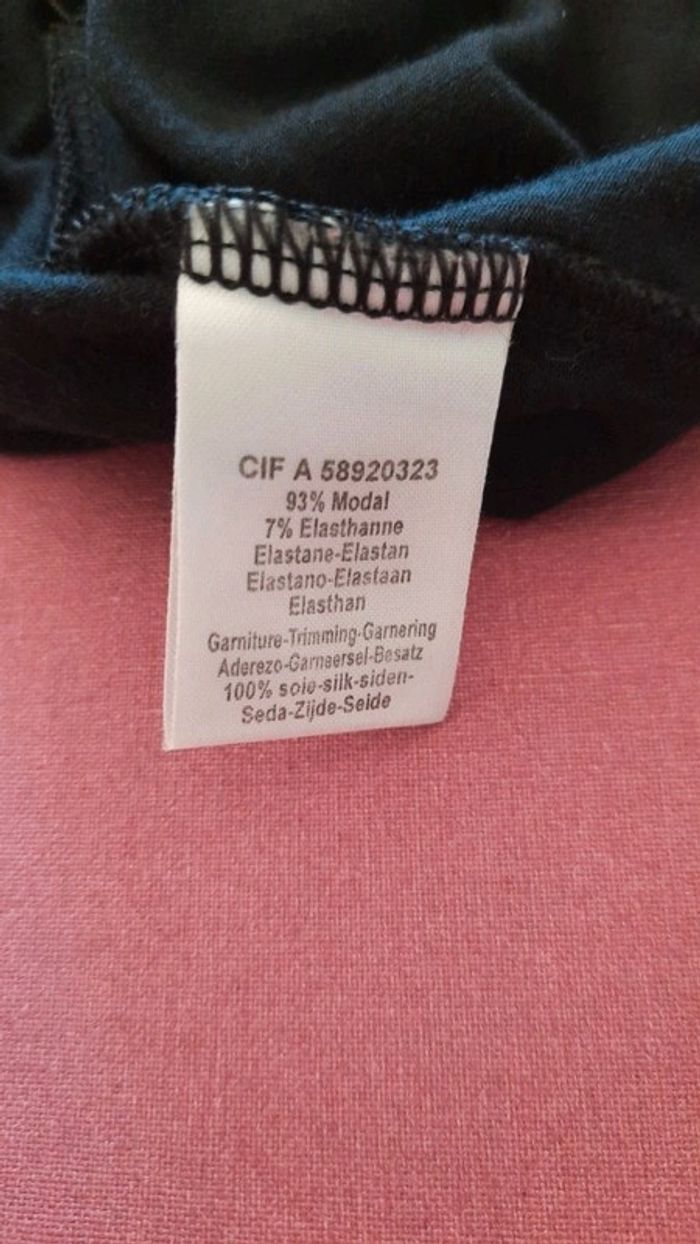 CIF A 58920323
93% Modal
7% Elasthanne
Elastane-Elastan
Elastano-Elastaan
Elasthan
Garniture-Trimming-Garnering
Aderezo-Garneersel-Besatz
100% soie-silk-siden-
Seda-Zijde-Seide